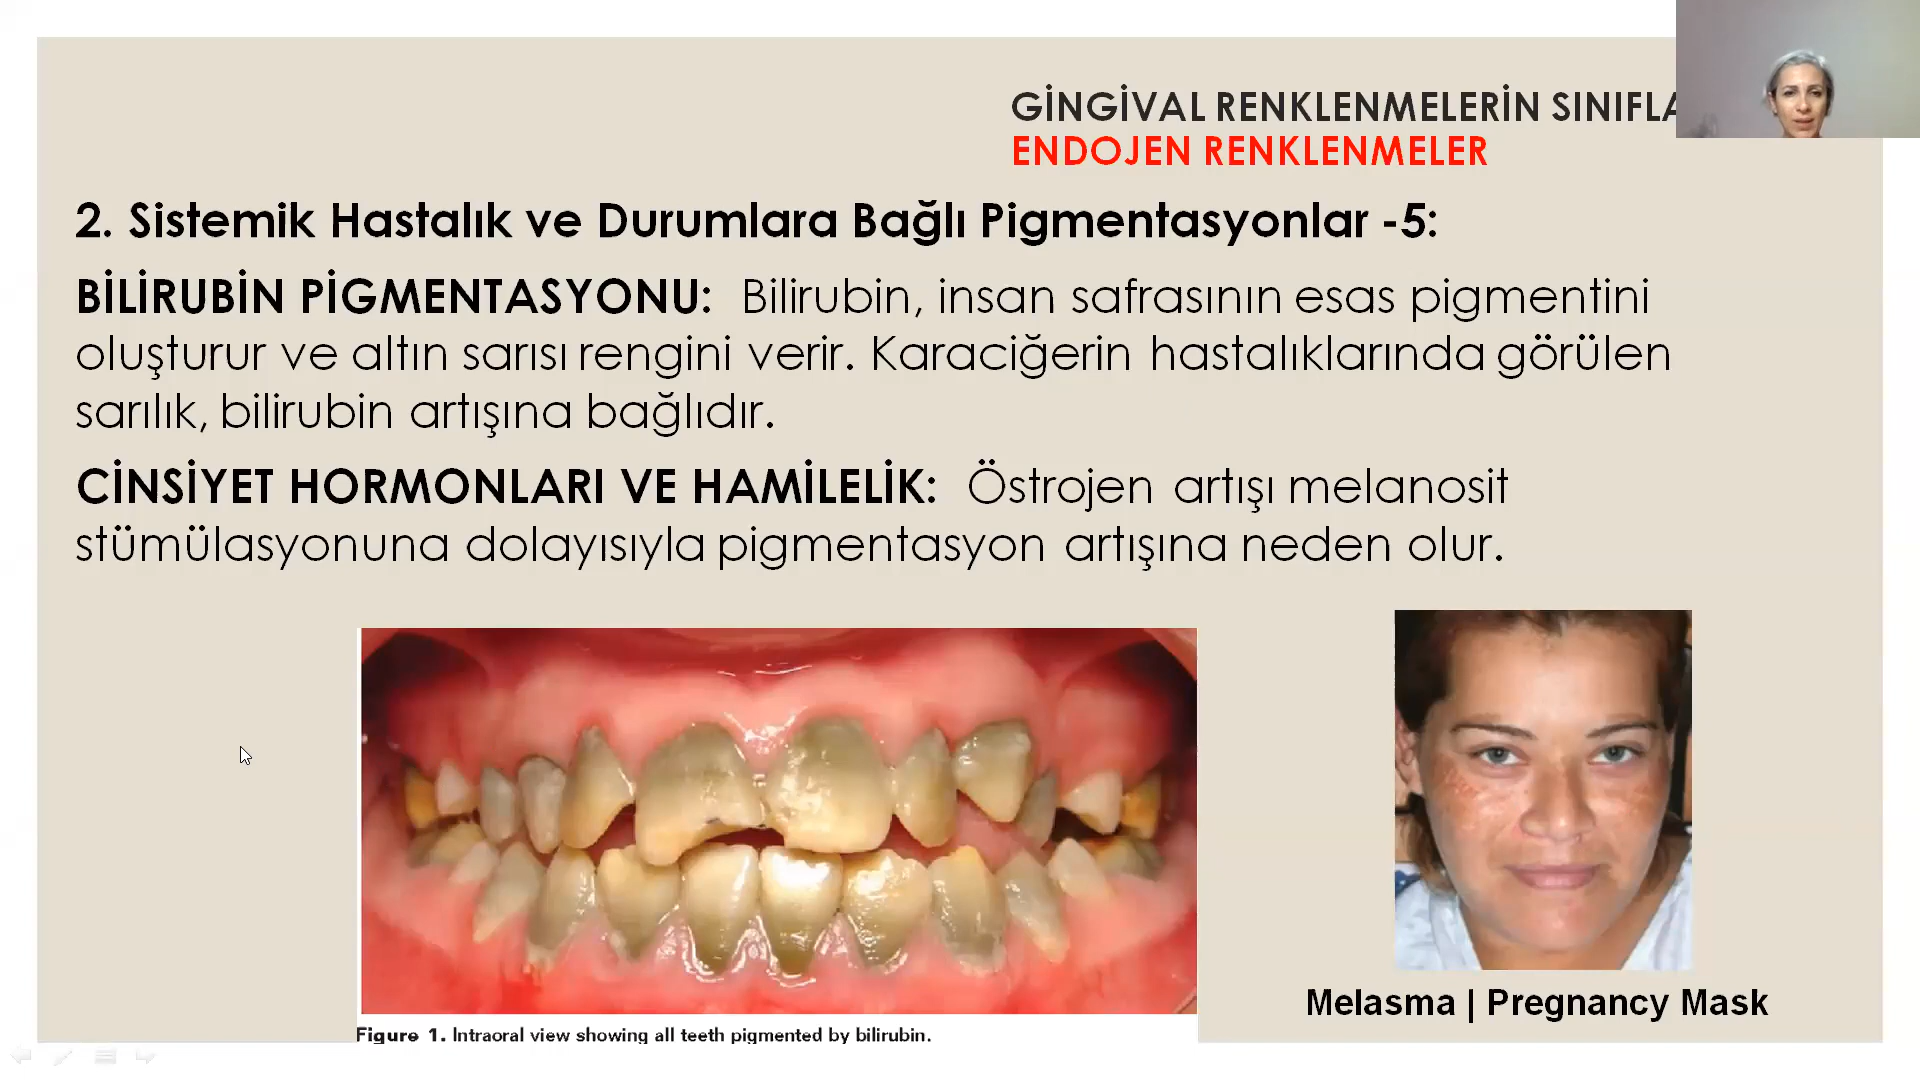 GİNGİVAL RENKLENMELERİN
ENDOJEN RENKLENMELER
2. Sistemik Hastalık ve Durumlara Bağlı Pigmentasyonlar -5:
BİLİRUBİN PİGMENTASYONU: Bilirubin, insan safrasının esas pigmentini
oluşturur ve altın sarısı rengini verir. Karaciğerin hastalıklarında görülen
sarılık, bilirubin artışına bağlıdır.
CİNSİYET HORMONLARI VE HAMİLELİK: Östrojen artışı melanosit
stümülasyonuna dolayısıyla pigmentasyon artışına neden olur.
Melasma | Pregnancy Mask
Figure 1. Intraoral view showing all teeth pigmented by bilirubin.